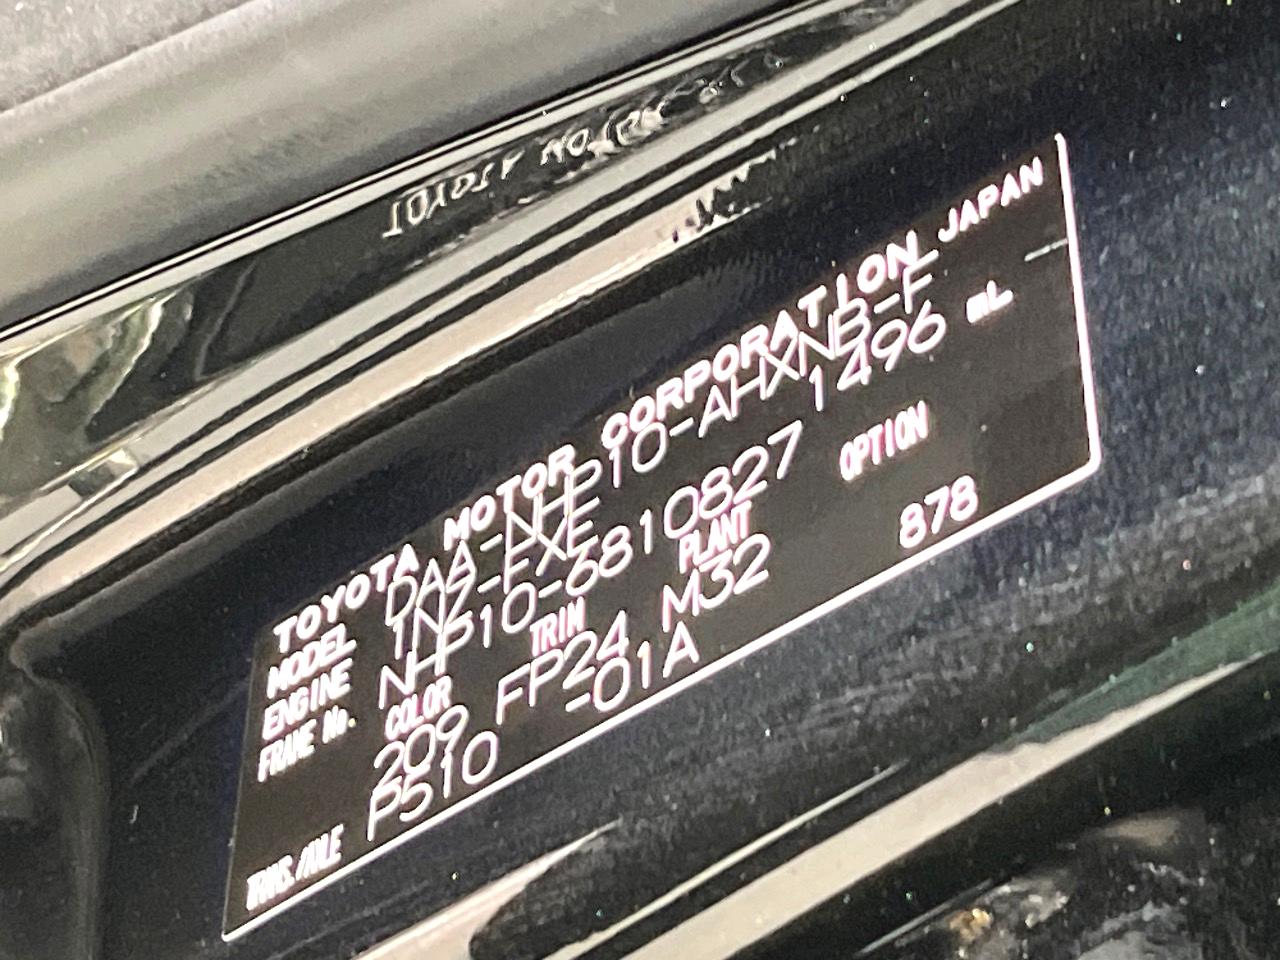 TOYOTA MOTOR CORPORATION JAPAN
MODEL DAA-NHP10-AHXNB-F
ENGINE 1NZ-FXE 1496 mL
FRAME No. NHP10-6810827
COLOR TRIM PLANT OPTION
209 FP24 M32 878
-01A
TRANS./AXLE P510